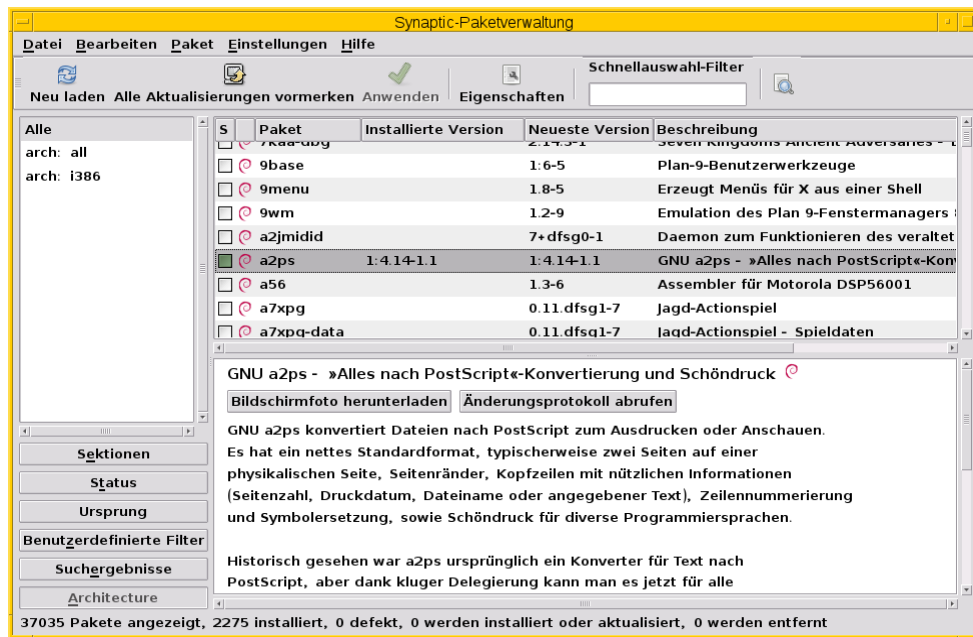 Synaptic-Paketverwaltung
Datei Bearbeiten Paket Einstellungen Hilfe
Neu laden Alle Aktualisierungen vormerken Anwenden Eigenschaften Schnellauswahl-Filter
Alle
arch: all
arch: i386
Sektionen
Status
Ursprung
Benutzerdefinierte Filter
Suchergebnisse
Architecture
S Paket Installierte Version Neueste Version Beschreibung
7kaa-dbg 2.14.3-1 Seven Kingdoms Ancient Adversaries -
9base 1:6-5 Plan-9-Benutzerwerkzeuge
9menu 1.8-5 Erzeugt Menüs für X aus einer Shell
9wm 1.2-9 Emulation des Plan 9-Fenstermanagers
a2jmidid 7+dfsg0-1 Daemon zum Funktionieren des veraltet
a2ps 1:4.14-1.1 1:4.14-1.1 GNU a2ps - »Alles nach PostScript«-Kon
a56 1.3-6 Assembler für Motorola DSP56001
a7xpg 0.11.dfsg1-7 Jagd-Actionspiel
a7xpg-data 0.11.dfsg1-7 Jagd-Actionspiel - Spieldaten
GNU a2ps - »Alles nach PostScript«-Konvertierung und Schöndruck
Bildschirmfoto herunterladen Änderungsprotokoll abrufen
GNU a2ps konvertiert Dateien nach PostScript zum Ausdrucken oder Anschauen.
Es hat ein nettes Standardformat, typischerweise zwei Seiten auf einer
physikalischen Seite, Seitenränder, Kopfzeilen mit nützlichen Informationen
(Seitenzahl, Druckdatum, Dateiname oder angegebener Text), Zeilennummerierung
und Symbolersetzung, sowie Schöndruck für diverse Programmiersprachen.
Historisch gesehen war a2ps ursprünglich ein Konverter für Text nach
PostScript, aber dank kluger Delegierung kann man es jetzt für alle
37035 Pakete angezeigt, 2275 installiert, 0 defekt, 0 werden installiert oder aktualisiert, 0 werden entfernt